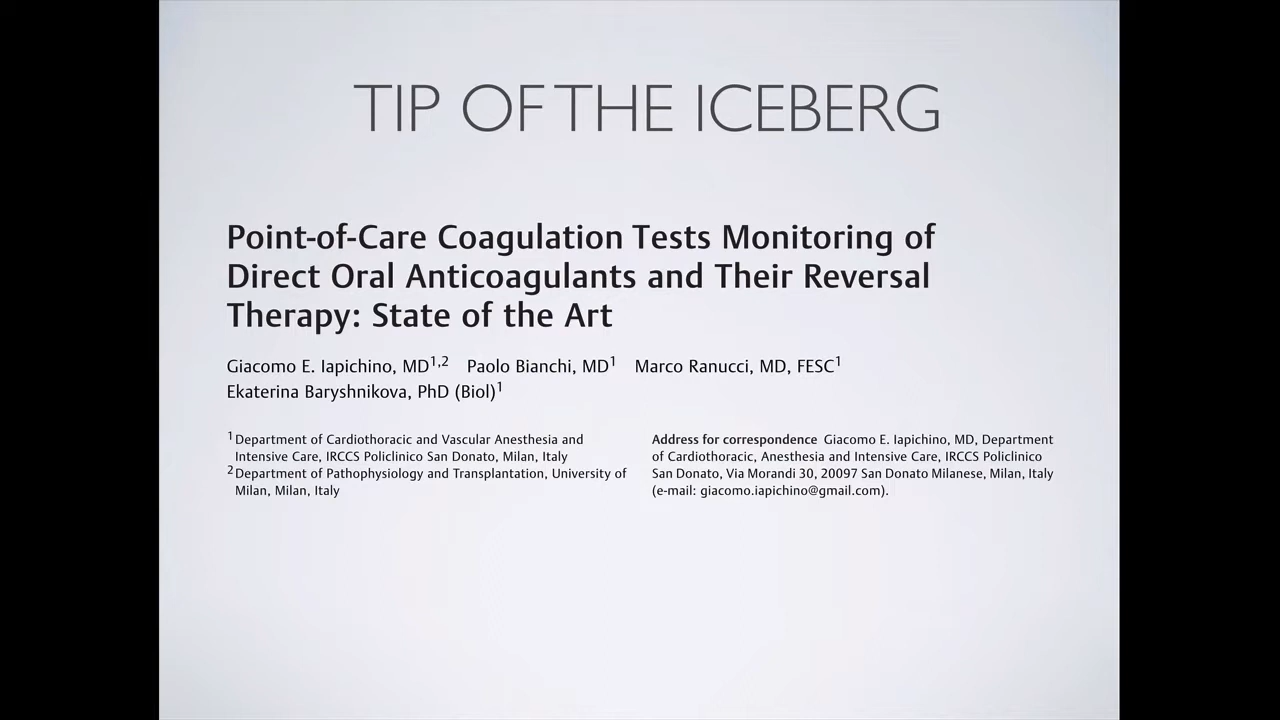 TIP OF THE ICEBERG
Point-of-Care Coagulation Tests Monitoring of
Direct Oral Anticoagulants and Their Reversal
Therapy: State of the Art
Giacomo E. Iapichino, MD1,2 Paolo Bianchi, MD1 Marco Ranucci, MD, FESC1
Ekaterina Baryshnikova, PhD (Biol)1
1 Department of Cardiothoracic and Vascular Anesthesia and
Intensive Care, IRCCS Policlinico San Donato, Milan, Italy
2 Department of Pathophysiology and Transplantation, University of
Milan, Milan, Italy
Address for correspondence Giacomo E. Iapichino, MD, Department
of Cardiothoracic, Anesthesia and Intensive Care, IRCCS Policlinico
San Donato, Via Morandi 30, 20097 San Donato Milanese, Milan, Italy
(e-mail: giacomo.iapichino@gmail.com).